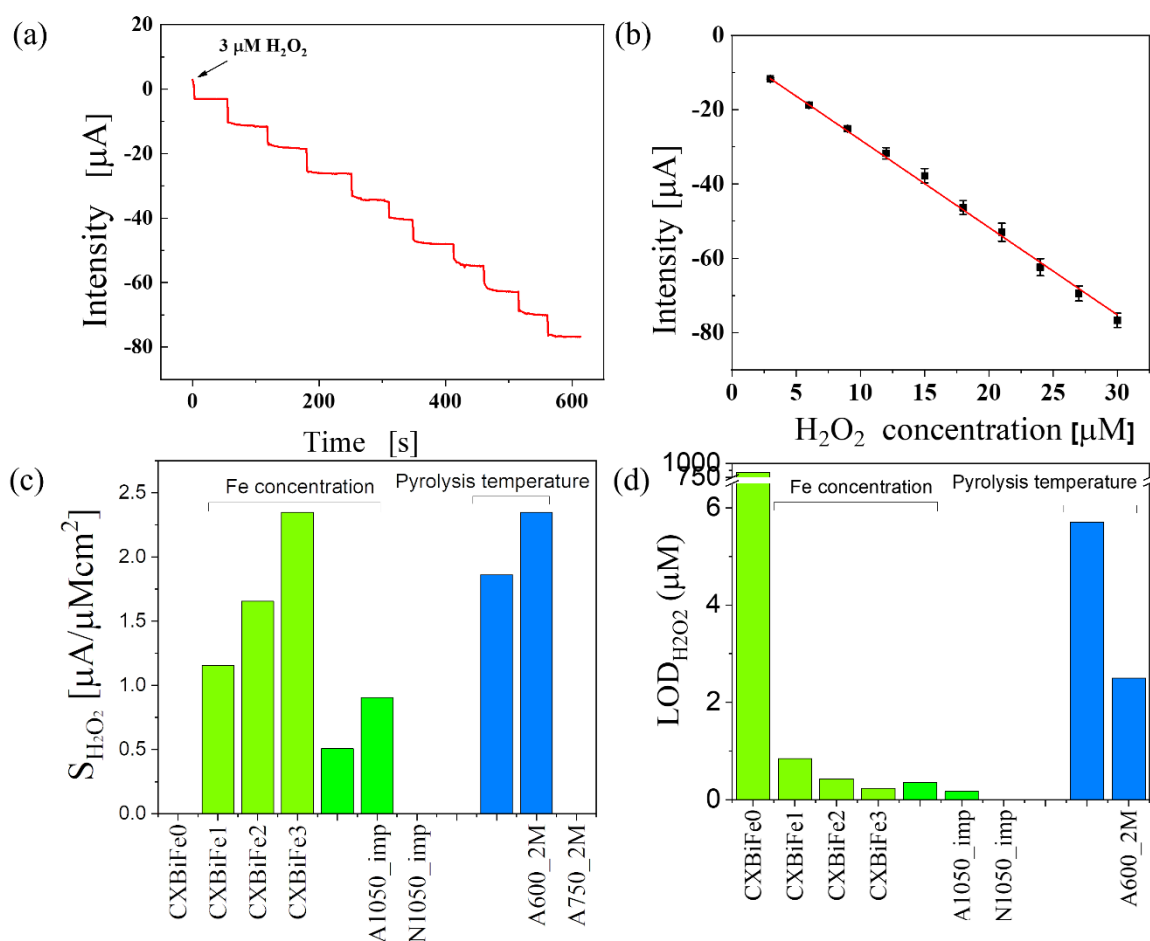 (a)
20
0
-20
-40
-60
-80
3 μM H₂O₂
Intensity [μA]
0
200
400
600
Time [s]
(b)
0
-20
-40
-60
-80
Intensity [μA]
0
5
10
15
20
25
30
H₂O₂ concentration [μM]
(c)
2.5
2.0
1.5
1.0
0.5
0.0
S_H₂O₂ [μA/μMcm²]
Fe concentration
Pyrolysis temperature
CXBiFe0
CXBiFe1
CXBiFe2
CXBiFe3
A1050_imp
N1050_imp
A600_2M
A750_2M
(d)
1000
750
6
4
2
0
LOD_H2O2 (μM)
Fe concentration
Pyrolysis temperature
CXBiFe0
CXBiFe1
CXBiFe2
CXBiFe3
A1050_imp
N1050_imp
A600_2M